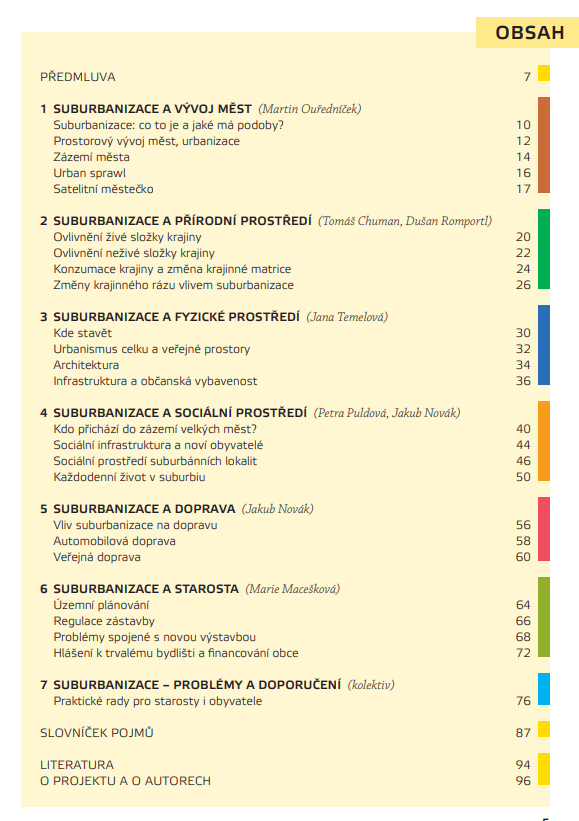 OBSAH
PŘEDMLUVA 7
1 SUBURBANIZACE A VÝVOJ MĚST (Martin Ouředníček)
Suburbanizace: co to je a jaké má podoby? 10
Prostorový vývoj měst, urbanizace 12
Zázemí města 14
Urban sprawl 16
Satelitní městečko 17
2 SUBURBANIZACE A PŘÍRODNÍ PROSTŘEDÍ (Tomáš Chuman, Dušan Romportl)
Ovlivnění živé složky krajiny 20
Ovlivnění neživé složky krajiny 22
Konzumace krajiny a změna krajinné matrice 24
Změny krajinného rázu vlivem suburbanizace 26
3 SUBURBANIZACE A FYZICKÉ PROSTŘEDÍ (Jana Temelová)
Kde stavět 30
Urbanismus celku a veřejné prostory 32
Architektura 34
Infrastruktura a občanská vybavenost 36
4 SUBURBANIZACE A SOCIÁLNÍ PROSTŘEDÍ (Petra Puldová, Jakub Novák)
Kdo přichází do zázemí velkých měst? 40
Sociální infrastruktura a noví obyvatelé 44
Sociální prostředí suburbánních lokalit 46
Každodenní život v suburbiu 50
5 SUBURBANIZACE A DOPRAVA (Jakub Novák)
Vliv suburbanizace na dopravu 56
Automobilová doprava 58
Veřejná doprava 60
6 SUBURBANIZACE A STAROSTA (Marie Macešková)
Územní plánování 64
Regulace zástavby 66
Problémy spojené s novou výstavbou 68
Hlášení k trvalému bydlišti a financování obce 72
7 SUBURBANIZACE – PROBLÉMY A DOPORUČENÍ (kolektiv)
Praktické rady pro starosty i obyvatele 76
SLOVNÍČEK POJMŮ 87
LITERATURA 94
O PROJEKTU A O AUTORECH 96